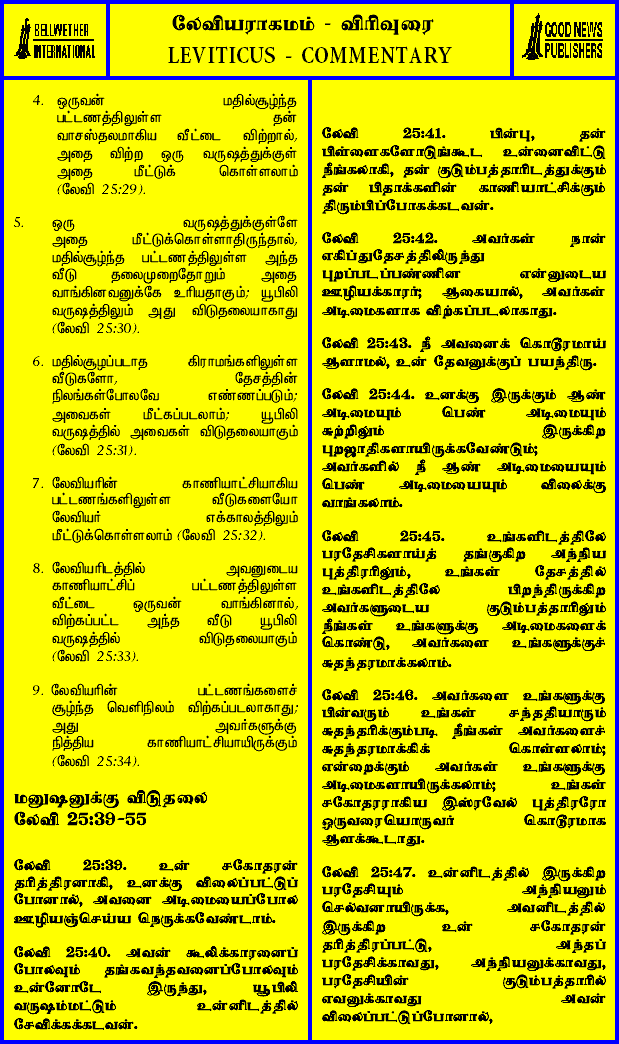 BELLWETHER
INTERNATIONAL
லேவியராகமம் - விரிவுரை
LEVITICUS - COMMENTARY
GOOD NEWS
PUBLISHERS
4. ஒருவன் மதில்சூழ்ந்த
பட்டணத்திலுள்ள தன்
வாசஸ்தலமாகிய வீட்டை விற்றால்,
அதை விற்ற ஒரு வருஷத்துக்குள்
அதை மீட்டுக் கொள்ளலாம்
(லேவி 25:29).
5. ஒரு வருஷத்துக்குள்ளே
அதை மீட்டுக்கொள்ளாதிருந்தால்,
மதில்சூழ்ந்த பட்டணத்திலுள்ள அந்த
வீடு தலைமுறைதோறும் அதை
வாங்கினவனுக்கே உரியதாகும்; யூபிலி
வருஷத்திலும் அது விடுதலையாகாது
(லேவி 25:30).
6. மதில்சூழப்படாத கிராமங்களிலுள்ள
வீடுகளோ, தேசத்தின்
நிலங்கள்போலவே எண்ணப்படும்;
அவைகள் மீட்கப்படலாம்; யூபிலி
வருஷத்தில் அவைகள் விடுதலையாகும்
(லேவி 25:31).
7. லேவியரின் காணியாட்சியாகிய
பட்டணங்களிலுள்ள வீடுகளையோ
லேவியர் எக்காலத்திலும்
மீட்டுக்கொள்ளலாம் (லேவி 25:32).
8. லேவியரிடத்தில் அவனுடைய
காணியாட்சிப் பட்டணத்திலுள்ள
வீட்டை ஒருவன் வாங்கினால்,
விற்கப்பட்ட அந்த வீடு யூபிலி
வருஷத்தில் விடுதலையாகும்
(லேவி 25:33).
9. லேவியரின் பட்டணங்களைச்
சூழ்ந்த வெளிநிலம் விற்கப்படலாகாது;
அது அவர்களுக்கு
நித்திய காணியாட்சியாயிருக்கும்
(லேவி 25:34).
மனுஷனுக்கு விடுதலை
லேவி 25:39-55
லேவி 25:39. உன் சகோதரன்
தரித்திரனாகி, உனக்கு விலைப்பட்டுப்
போனால், அவனை அடிமையைப்போல்
ஊழியஞ்செய்ய நெருக்கவேண்டாம்.
லேவி 25:40. அவன் கூலிக்காரனைப்
போலவும் தங்கவந்தவனைப்போலவும்
உன்னோடே இருந்து, யூபிலி
வருஷம்மட்டும் உன்னிடத்தில்
சேவிக்கக்கடவன்.
லேவி 25:41. பின்பு, தன்
பிள்ளைகளோடுங்கூட உன்னைவிட்டு
நீங்கலாகி, தன் குடும்பத்தாரிடத்துக்கும்
தன் பிதாக்களின் காணியாட்சிக்கும்
திரும்பிப்போகக்கடவன்.
லேவி 25:42. அவர்கள் நான்
எகிப்துதேசத்திலிருந்து
புறப்படப்பண்ணின என்னுடைய
ஊழியக்காரர்; ஆகையால், அவர்கள்
அடிமைகளாக விற்கப்படலாகாது.
லேவி 25:43. நீ அவனைக் கொடூரமாய்
ஆளாமல், உன் தேவனுக்குப் பயந்திரு.
லேவி 25:44. உனக்கு இருக்கும் ஆண்
அடிமையும் பெண் அடிமையும்
சுற்றிலும் இருக்கிற
புறஜாதிகளாயிருக்கவேண்டும்;
அவர்களில் நீ ஆண் அடிமையையும்
பெண் அடிமையையும் விலைக்கு
வாங்கலாம்.
லேவி 25:45. உங்களிடத்திலே
பரதேசிகளாய்த் தங்குகிற அந்நிய
புத்திரரிலும், உங்கள் தேசத்தில்
உங்களிடத்திலே பிறந்திருக்கிற
அவர்களுடைய குடும்பத்தாரிலும்
நீங்கள் உங்களுக்கு அடிமைகளைக்
கொண்டு, அவர்களை உங்களுக்குச்
சுதந்தரமாக்கலாம்.
லேவி 25:46. அவர்களை உங்களுக்கு
பின்வரும் உங்கள் சந்ததியாரும்
சுதந்தரிக்கும்படி நீங்கள் அவர்களைச்
சுதந்தரமாக்கிக் கொள்ளலாம்;
என்றைக்கும் அவர்கள் உங்களுக்கு
அடிமைகளாயிருக்கலாம்; உங்கள்
சகோதரராகிய இஸ்ரவேல் புத்திரரோ
ஒருவரையொருவர் கொடூரமாக
ஆளக்கூடாது.
லேவி 25:47. உன்னிடத்தில் இருக்கிற
பரதேசியும் அந்நியனும்
செல்வனாயிருக்க, அவனிடத்தில்
இருக்கிற உன் சகோதரன்
தரித்திரப்பட்டு, அந்தப்
பரதேசிக்காவது, அந்நியனுக்காவது,
பரதேசியின் குடும்பத்தாரில்
எவனுக்காவது அவன்
விலைப்பட்டுப்போனால்,